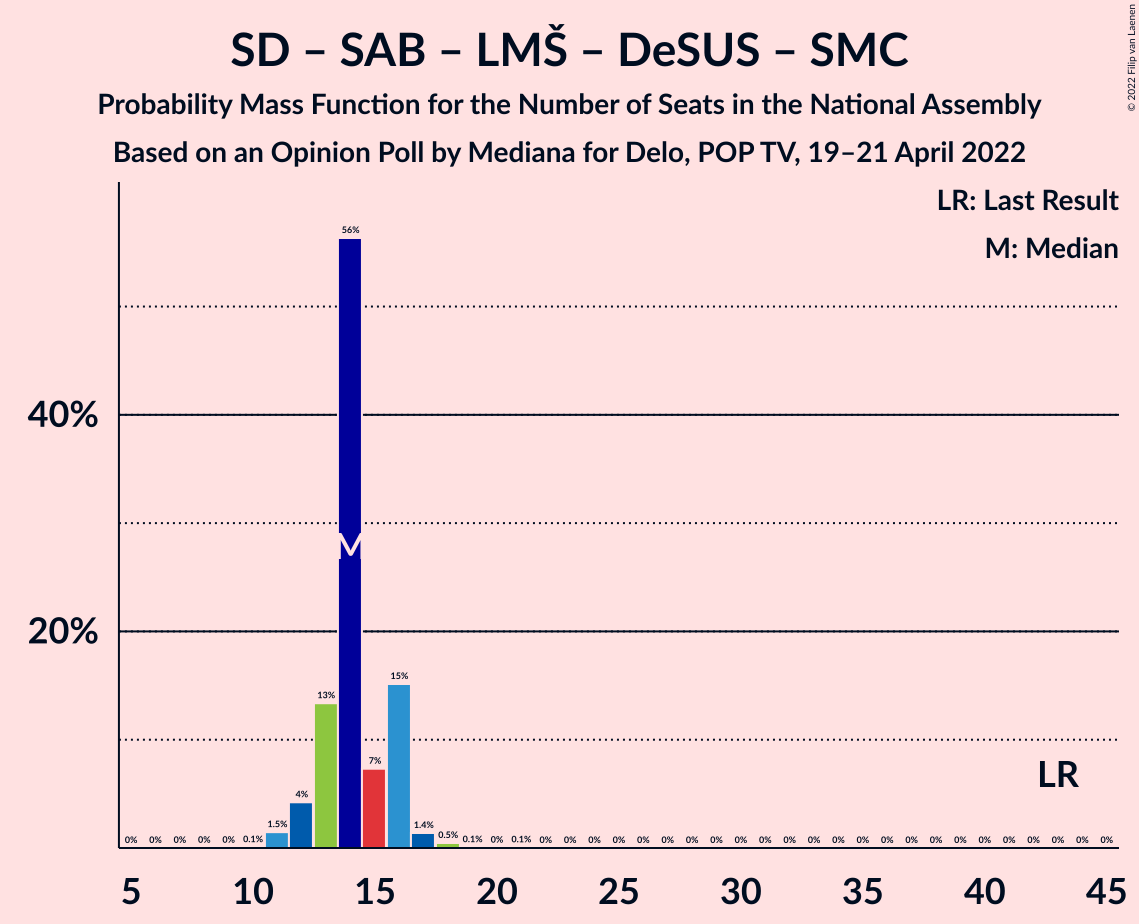 SD – SAB – LMŠ – DeSUS – SMC
Probability Mass Function for the Number of Seats in the National Assembly
Based on an Opinion Poll by Mediana for Delo, POP TV, 19–21 April 2022
© 2022 Filip van Laenen
LR: Last Result
M: Median
56%
40%
M
20%
15%
13%
7%
LR
4%
1.5%
1.4%
0% 0% 0% 0% 0% 0.1% 0.5% 0.1% 0% 0.1% 0% 0% 0% 0% 0% 0% 0% 0% 0% 0% 0% 0% 0% 0% 0% 0% 0% 0% 0% 0% 0% 0% 0% 0%
5 10 15 20 25 30 35 40 45